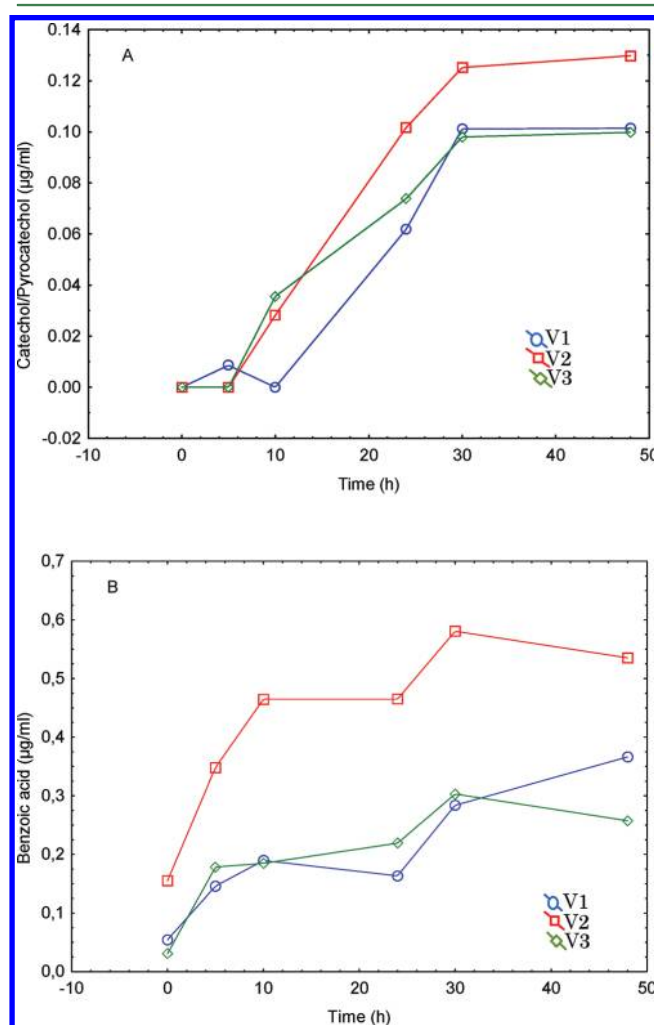 A
0.14
0.12
0.10
0.08
0.06
0.04
0.02
0.00
-0.02
Catechol/Pyrocatechol (µg/ml)
V1
V2
V3
-10 0 10 20 30 40 50
Time (h)
B
0,7
0,6
0,5
0,4
0,3
0,2
0,1
0,0
Benzoic acid (µg/ml)
V1
V2
V3
-10 0 10 20 30 40 50
Time (h)